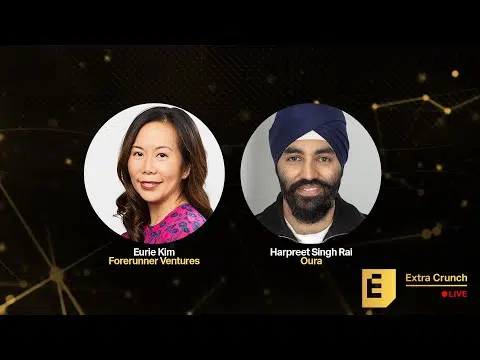 Eurie Kim
Forerunner Ventures
Harpreet Singh Rai
Oura
E
Extra Crunch
LIVE